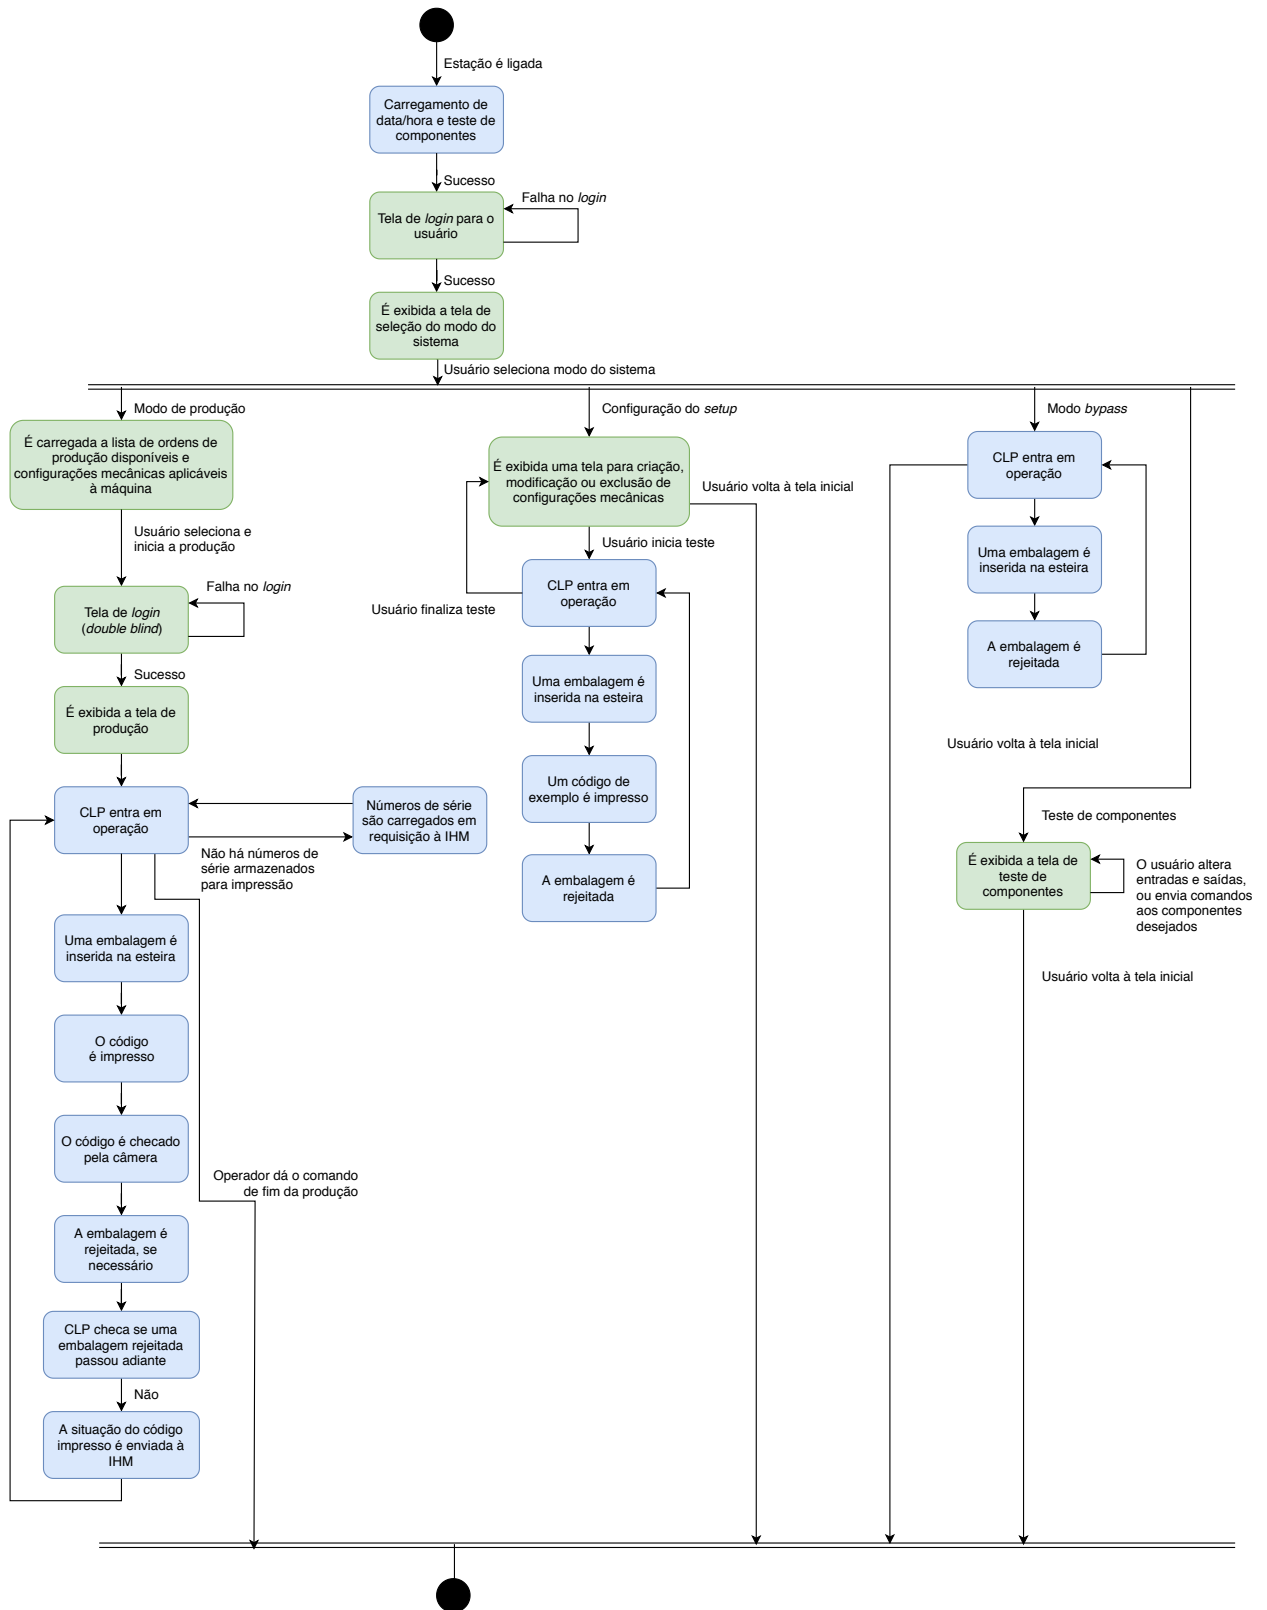 Estação é ligada
Carregamento de
data/hora e teste de
componentes
Sucesso
Falha no login
Tela de login para o
usuário
Sucesso
É exibida a tela de
seleção do modo do
sistema
Usuário seleciona modo do sistema
Modo de produção
É carregada a lista de ordens de
produção disponíveis e
configurações mecânicas aplicáveis
à máquina
Usuário seleciona e
inicia a produção
Falha no login
Tela de login
(double blind)
Sucesso
É exibida a tela de
produção
CLP entra em
operação
Números de série
são carregados em
requisição à IHM
Não há números de
série armazenados
para impressão
Uma embalagem é
inserida na esteira
O código
é impresso
O código é checado
pela câmera
Operador dá o comando
de fim da produção
A embalagem é
rejeitada, se
necessário
CLP checa se uma
embalagem rejeitada
passou adiante
Não
A situação do código
impresso é enviada à
IHM
Configuração do setup
É exibida uma tela para criação,
modificação ou exclusão de
configurações mecânicas
Usuário volta à tela inicial
Usuário inicia teste
CLP entra em
operação
Usuário finaliza teste
Uma embalagem é
inserida na esteira
Um código de
exemplo é impresso
A embalagem é
rejeitada
Modo bypass
CLP entra em
operação
Uma embalagem é
inserida na esteira
A embalagem é
rejeitada
Usuário volta à tela inicial
Teste de componentes
É exibida a tela de
teste de
componentes
O usuário altera
entradas e saídas,
ou envia comandos
aos componentes
desejados
Usuário volta à tela inicial